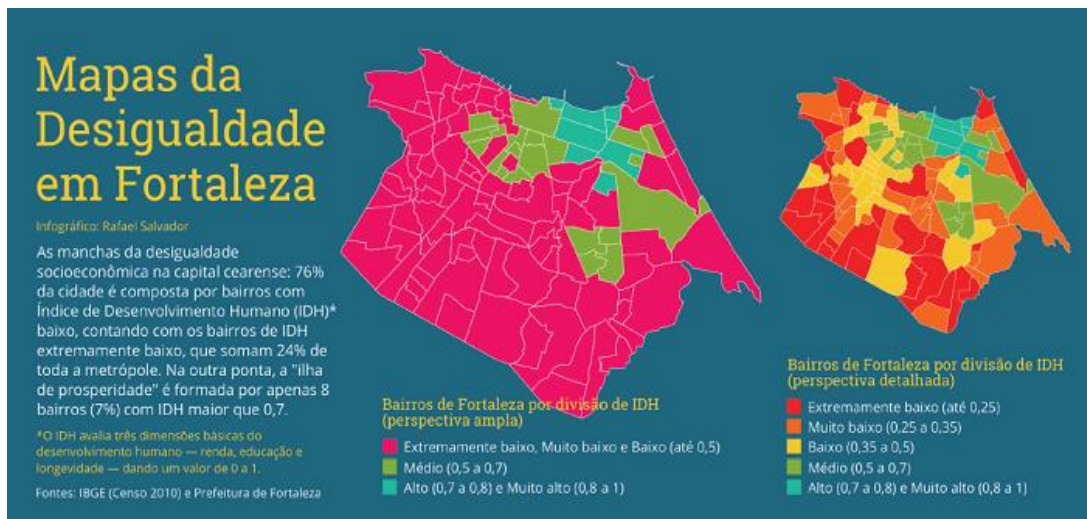 Mapas da
Desigualdade
em Fortaleza
Infográfico: Rafael Salvador
As manchas da desigualdade
socioeconômica na capital cearense: 76%
da cidade é composta por bairros com
Índice de Desenvolvimento Humano (IDH)*
baixo, contando com os bairros de IDH
extremamente baixo, que somam 24% de
toda a metrópole. Na outra ponta, a "ilha
de prosperidade" é formada por apenas 8
bairros (7%) com IDH maior que 0,7.
*O IDH avalia três dimensões básicas do
desenvolvimento humano — renda, educação e
longevidade — dando um valor de 0 a 1.
Fontes: IBGE (Censo 2010) e Prefeitura de Fortaleza
Bairros de Fortaleza por divisão de IDH
(perspectiva ampla)
Extremamente baixo, Muito baixo e Baixo (até 0,5)
Médio (0,5 a 0,7)
Alto (0,7 a 0,8) e Muito alto (0,8 a 1)
Bairros de Fortaleza por divisão de IDH
(perspectiva detalhada)
Extremamente baixo (até 0,25)
Muito baixo (0,25 a 0,35)
Baixo (0,35 a 0,5)
Médio (0,5 a 0,7)
Alto (0,7 a 0,8) e Muito alto (0,8 a 1)